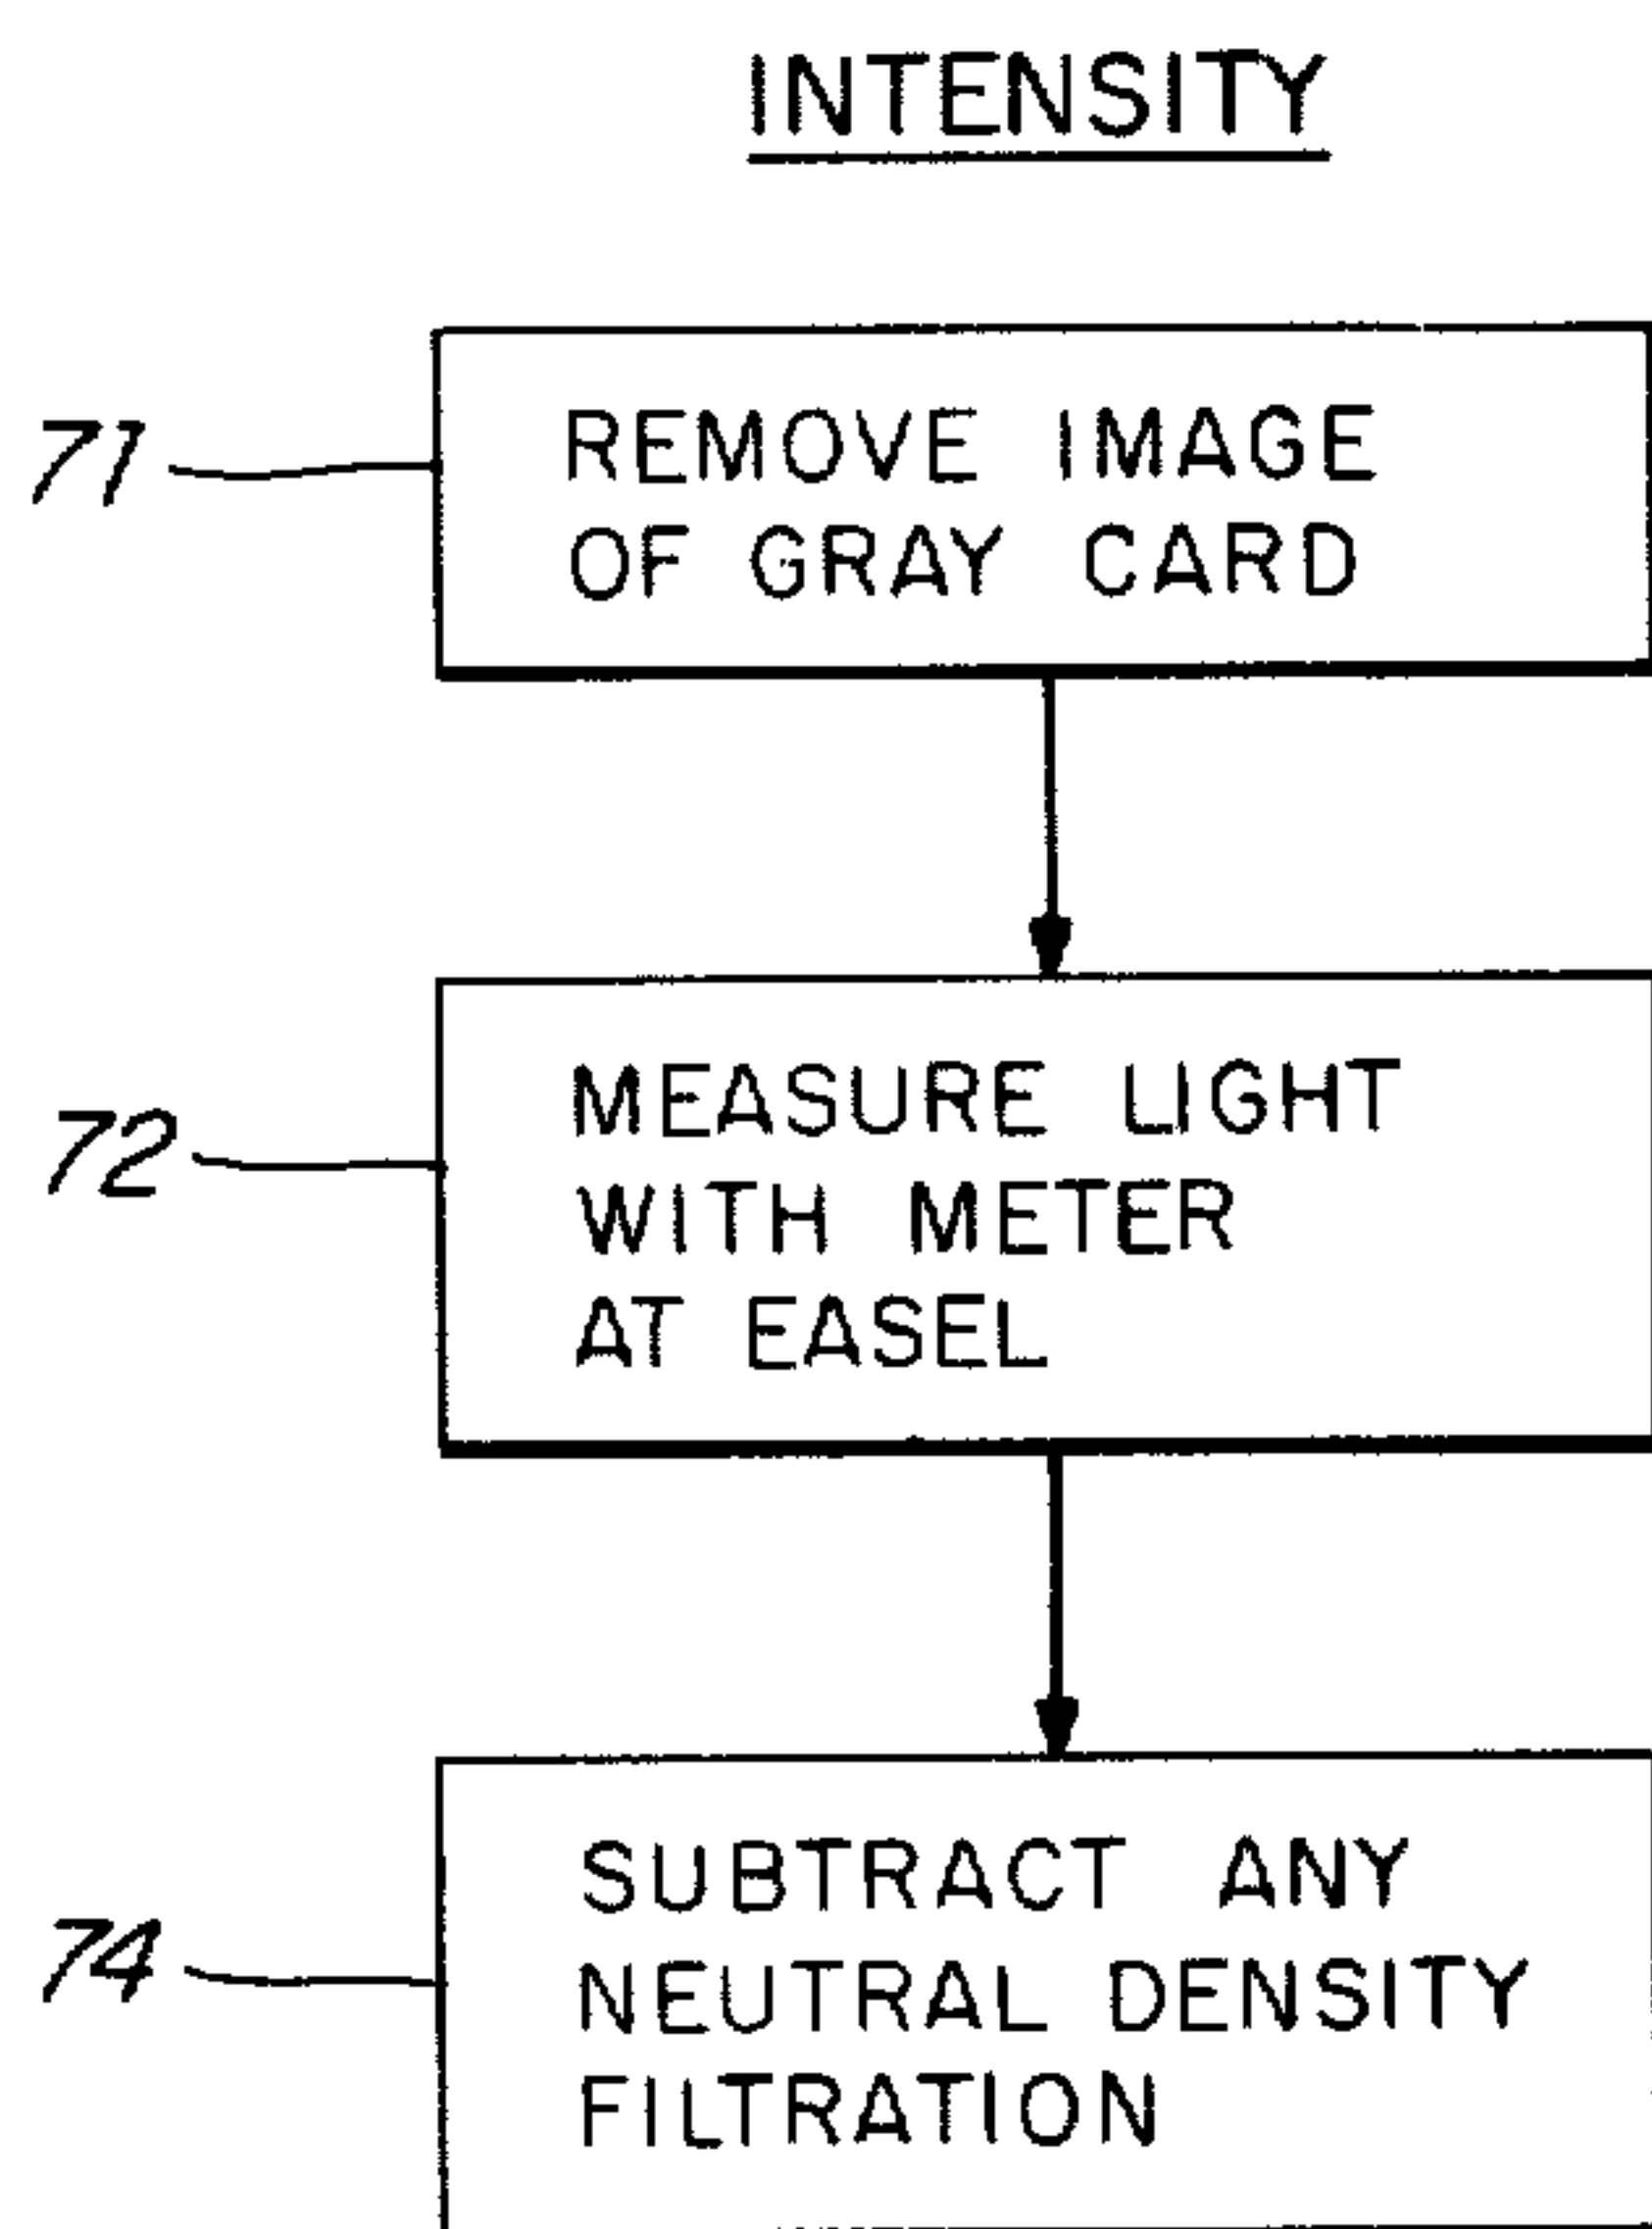 INTENSITY
71
REMOVE IMAGE
OF GRAY CARD
72
MEASURE LIGHT
WITH METER
AT EASEL
74
SUBTRACT ANY
NEUTRAL DENSITY
FILTRATION